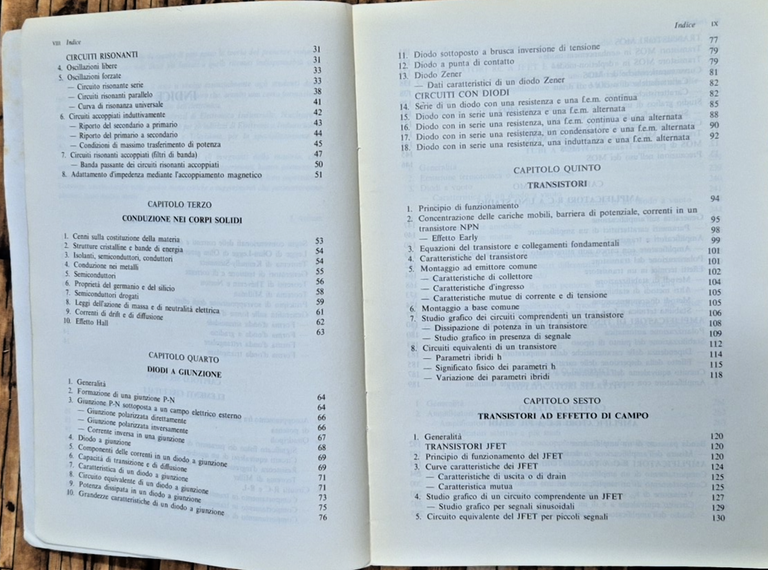 VIII Indice
CIRCUITI RISONANTI 31
4. Oscillazioni libere 31
5. Oscillazioni forzate 33
— Circuito risonante serie 33
— Circuiti risonanti parallelo 38
— Curva di risonanza universale 41
6. Circuiti accoppiati induttivamente 42
— Riporto del secondario a primario 43
— Riporto del primario a secondario 44
— Condizioni di massimo trasferimento di potenza 45
7. Circuiti risonanti accoppiati (filtri di banda) 47
— Banda passante dei circuiti risonanti accoppiati 50
8. Adattamento d'impedenza mediante l'accoppiamento magnetico 51
CAPITOLO TERZO
CONDUZIONE NEI CORPI SOLIDI
1. Cenni sulla costituzione della materia 53
2. Strutture cristalline e bande di energia 54
3. Isolanti, semiconduttori, conduttori 54
4. Conduzione nei metalli 55
5. Semiconduttori 56
6. Proprietà del germanio e del silicio 58
7. Semiconduttori drogati 59
8. Leggi dell'azione di massa e di neutralità elettrica 61
9. Correnti di drift e di diffusione 62
10. Effetto Hall 63
CAPITOLO QUARTO
DIODI A GIUNZIONE
1. Generalità 64
2. Formazione di una giunzione P-N 64
3. Giunzione P-N sottoposta a un campo elettrico esterno 66
— Giunzione polarizzata direttamente 66
— Giunzione polarizzata inversamente 67
— Corrente inversa in una giunzione 68
4. Diodo a giunzione 69
5. Componenti delle correnti in un diodo a giunzione 69
6. Capacità di transizione e di diffusione 71
7. Caratteristica di un diodo a giunzione 71
8. Circuito equivalente di un diodo a giunzione 73
9. Potenza dissipata in un diodo a giunzione 75
10. Grandezze caratteristiche di un diodo a giunzione 76
Indice IX
11. Diodo sottoposto a brusca inversione di tensione 77
12. Diodo a punta di contatto 79
13. Diodo Zener 79
— Dati caratteristici di un diodo Zener 81
CIRCUITI CON DIODI 82
14. Serie di un diodo con una resistenza e una f.e.m. continua 82
15. Diodo con in serie una resistenza e una f.e.m. alternata 85
16. Diodo con in serie una resistenza, una f.e.m. continua e una alternata 88
17. Diodo con in serie una resistenza, un condensatore e una f.e.m. alternata 90
18. Diodo con in serie una resistenza, una induttanza e una f.e.m. alternata 92
CAPITOLO QUINTO
TRANSISTORI
1. Principio di funzionamento 94
2. Concentrazione delle cariche mobili, barriera di potenziale, correnti in un
transistore NPN 95
— Effetto Early 98
3. Equazioni del transistore e collegamenti fondamentali 99
4. Caratteristiche del transistore 101
5. Montaggio ad emittore comune 101
— Caratteristiche di collettore 102
— Caratteristiche d'ingresso 104
— Caratteristiche mutue di corrente e di tensione 105
6. Montaggio a base comune 105
7. Studio grafico dei circuiti comprendenti un transistore 106
— Dissipazione di potenza in un transistore 108
— Studio grafico in presenza di segnale 109
8. Circuiti equivalenti di un transistore 112
— Parametri ibridi h 114
— Significato fisico dei parametri h 115
— Variazione dei parametri ibridi 118
CAPITOLO SESTO
TRANSISTORI AD EFFETTO DI CAMPO
1. Generalità 120
TRANSISTORI JFET 120
2. Principio di funzionamento del JFET 120
3. Curve caratteristiche dei JFET 124
— Caratteristiche di uscita o di drain 125
— Caratteristica mutua 125
4. Studio grafico di un circuito comprendente un JFET 127
— Studio grafico per segnali sinusoidali 129
5. Circuito equivalente del JFET per piccoli segnali 130